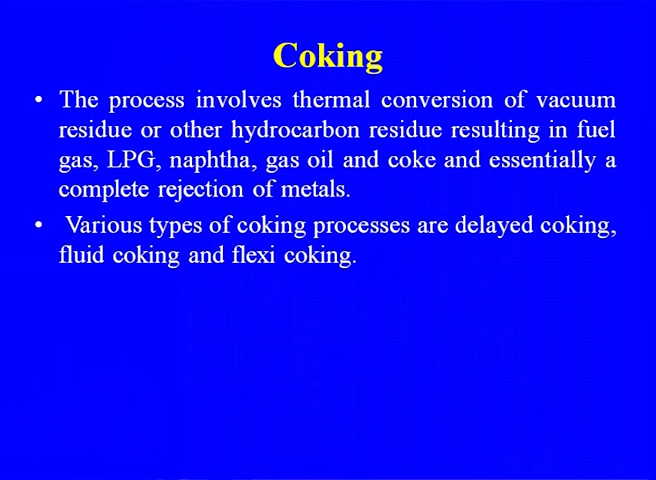 Coking
• The process involves thermal conversion of vacuum
residue or other hydrocarbon residue resulting in fuel
gas, LPG, naphtha, gas oil and coke and essentially a
complete rejection of metals.
• Various types of coking processes are delayed coking,
fluid coking and flexi coking.